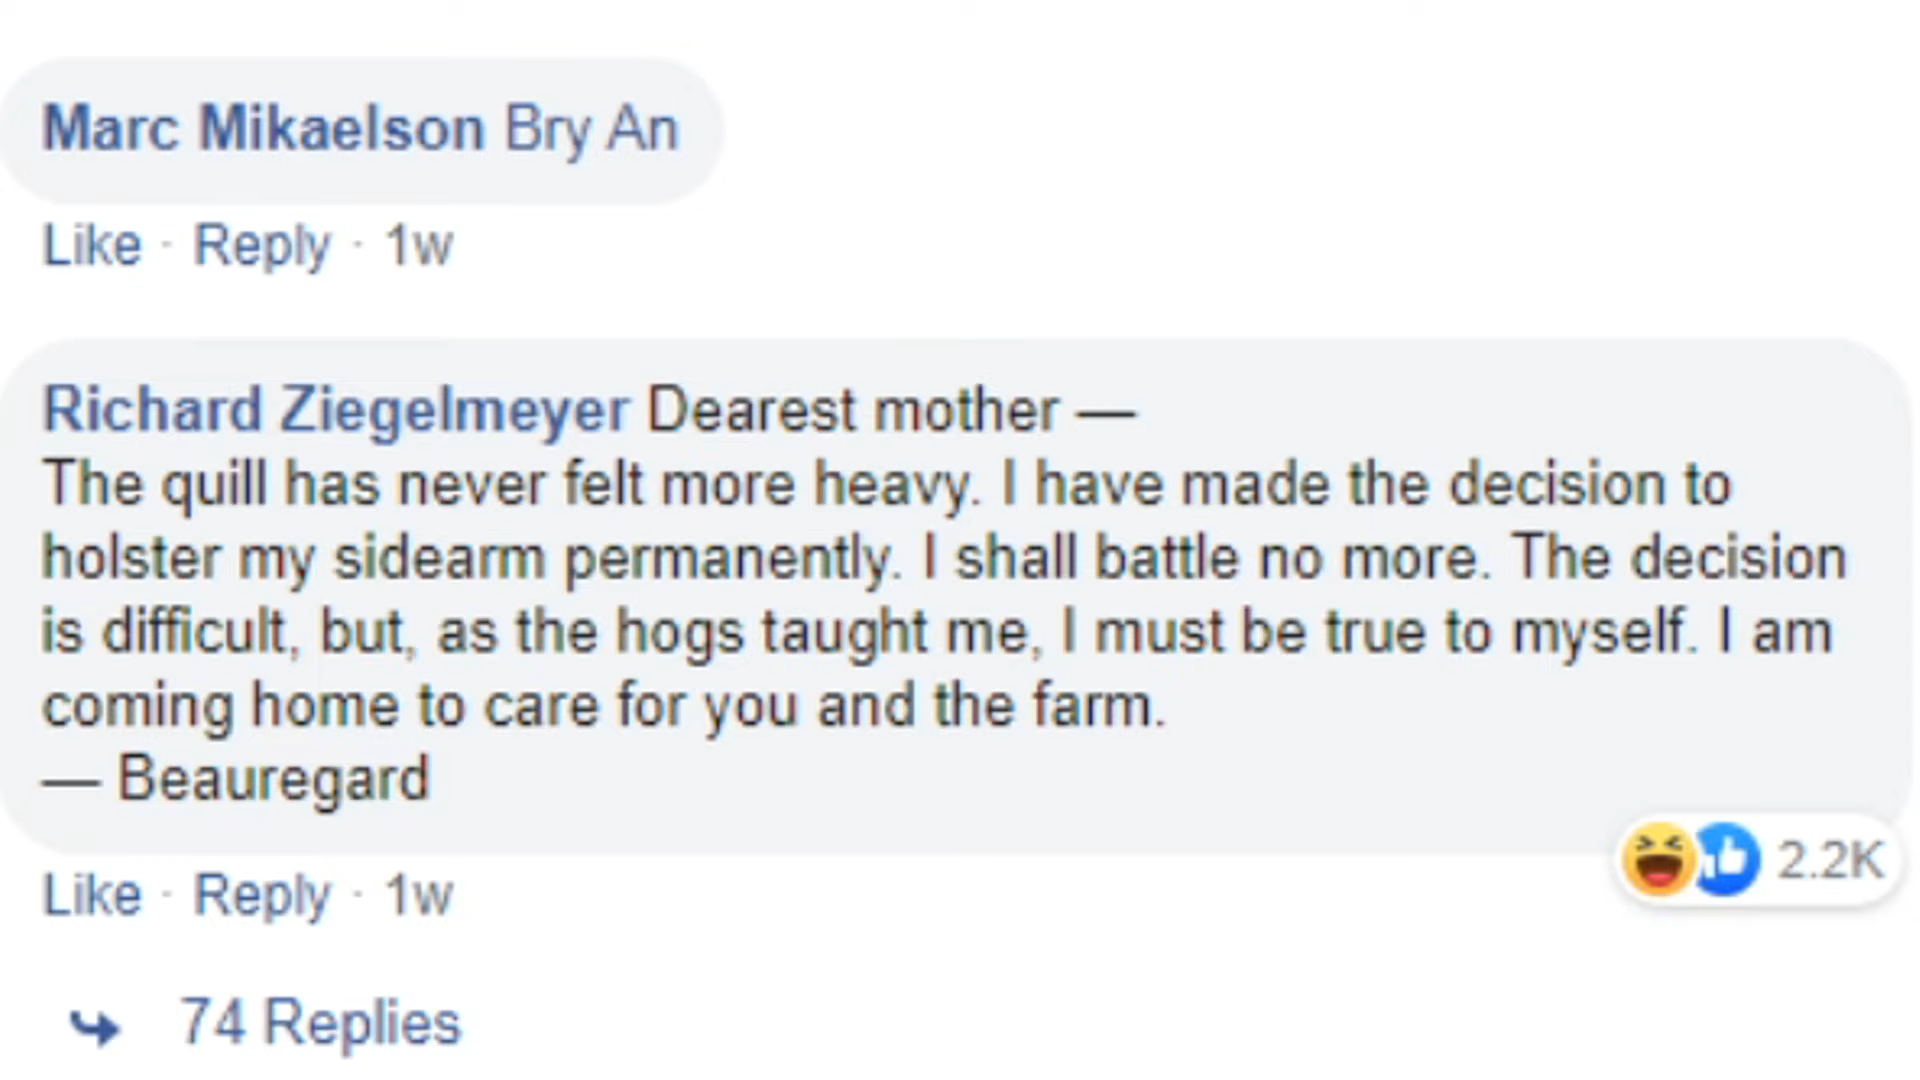 Marc Mikaelson Bry An
Like · Reply · 1w
Richard Ziegelmeyer Dearest mother —
The quill has never felt more heavy. I have made the decision to
holster my sidearm permanently. I shall battle no more. The decision
is difficult, but, as the hogs taught me, I must be true to myself. I am
coming home to care for you and the farm.
— Beauregard
2.2K
Like · Reply · 1w
74 Replies